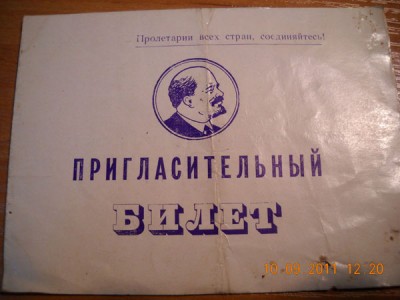 Пролетарии всех стран, соединяйтесь!
ПРИГЛАСИТЕЛЬНЫЙ
БИЛЕТ
10 09 2011 12 20